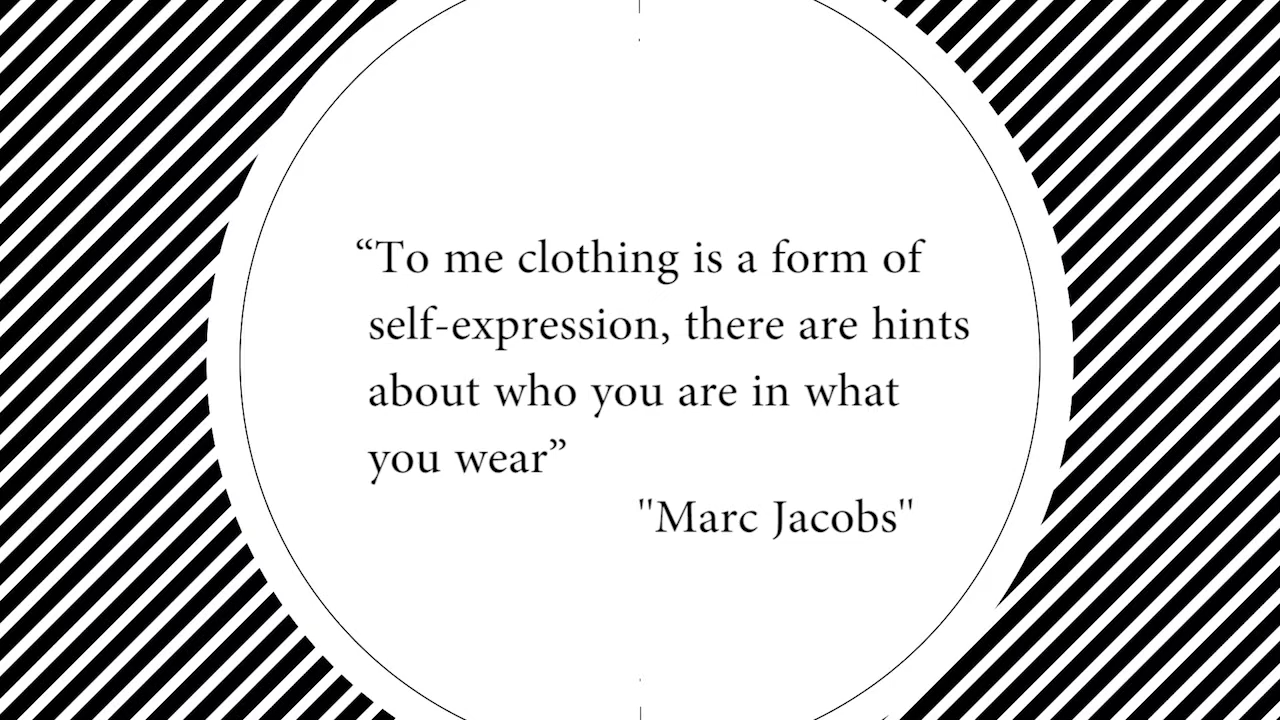 “To me clothing is a form of
self-expression, there are hints
about who you are in what
you wear”
"Marc Jacobs"